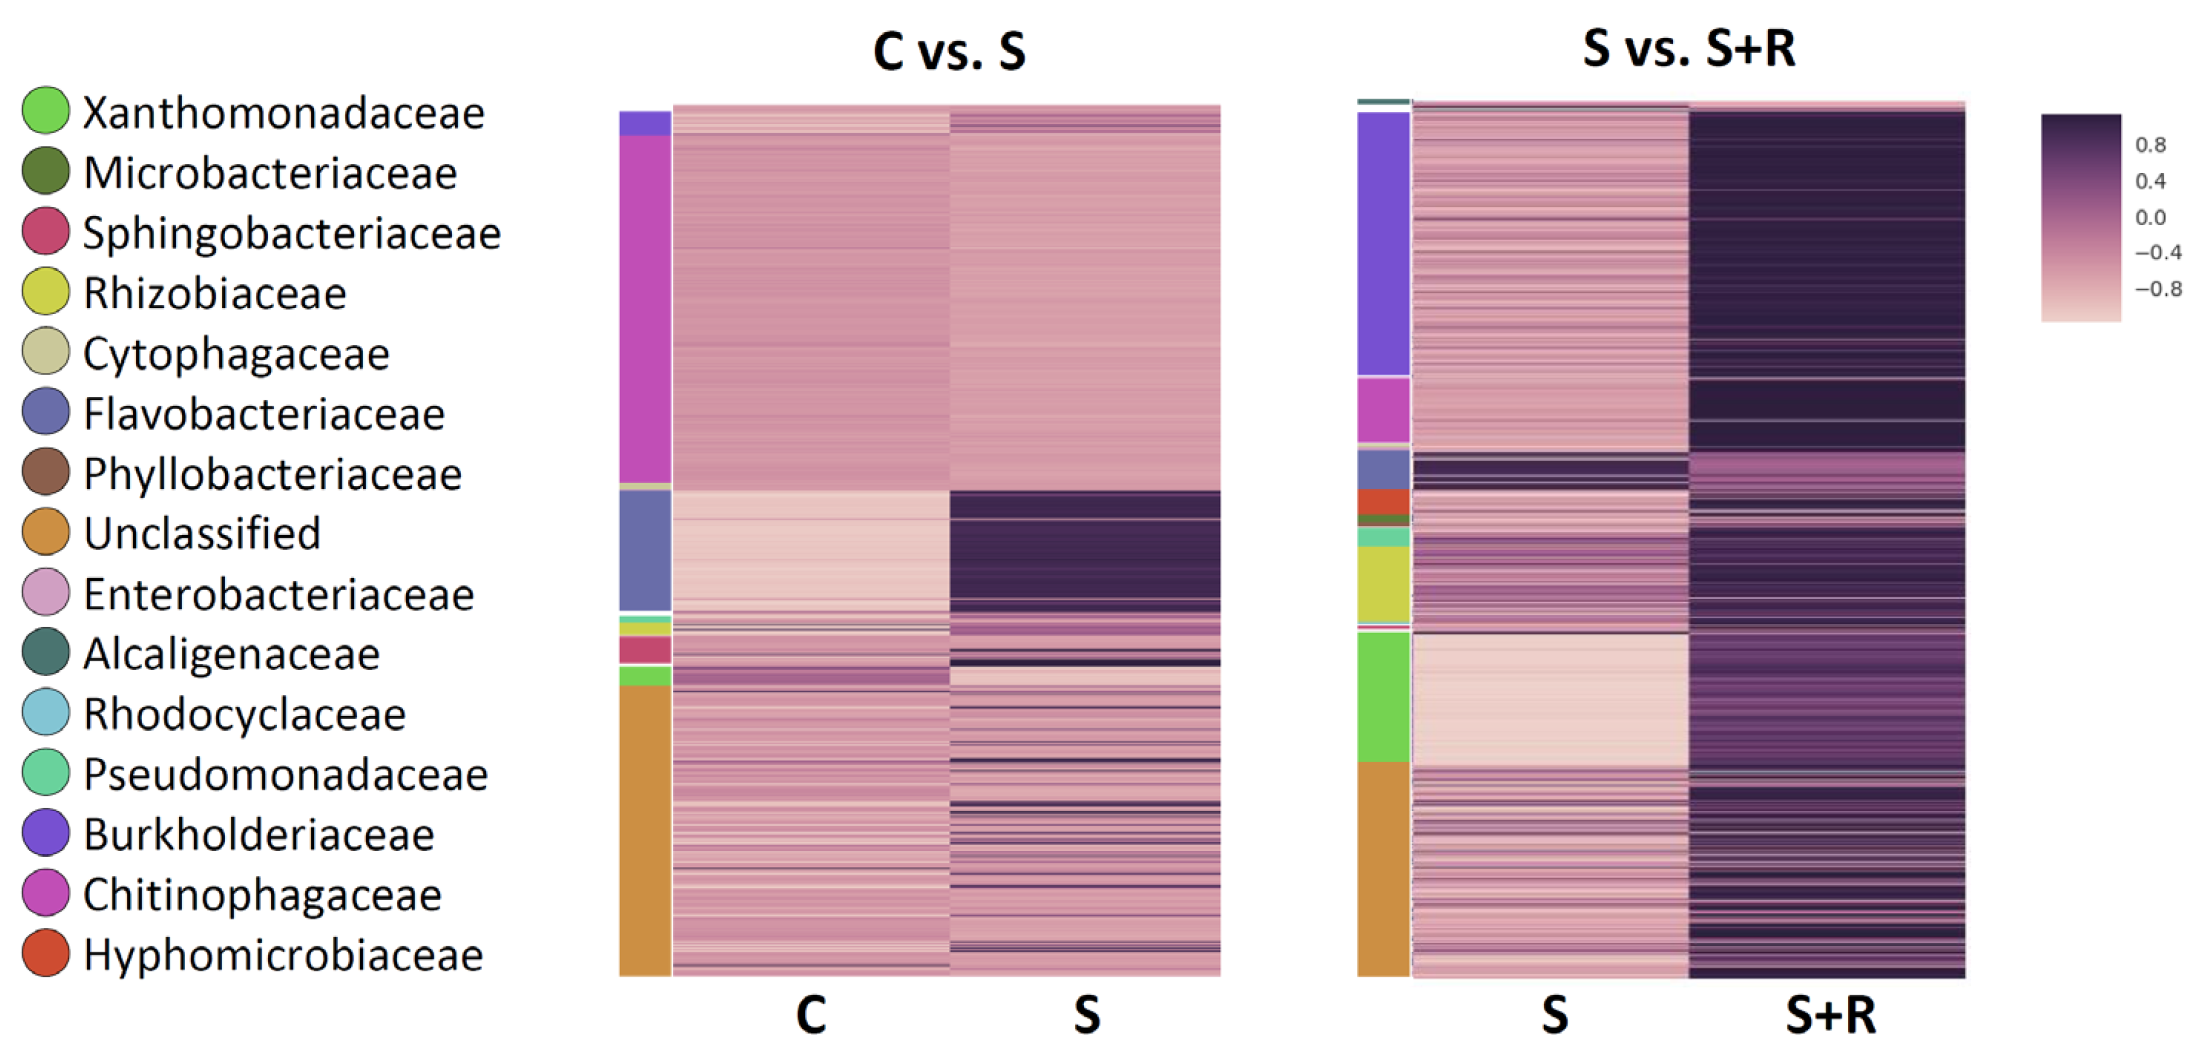 C vs. S
S vs. S+R
Xanthomonadaceae
Microbacteriaceae
Sphingobacteriaceae
Rhizobiaceae
Cytophagaceae
Flavobacteriaceae
Phyllobacteriaceae
Unclassified
Enterobacteriaceae
Alcaligenaceae
Rhodocyclaceae
Pseudomonadaceae
Burkholderiaceae
Chitinophagaceae
Hyphomicrobiaceae
0.8
0.4
0.0
−0.4
−0.8
C
S
S
S+R